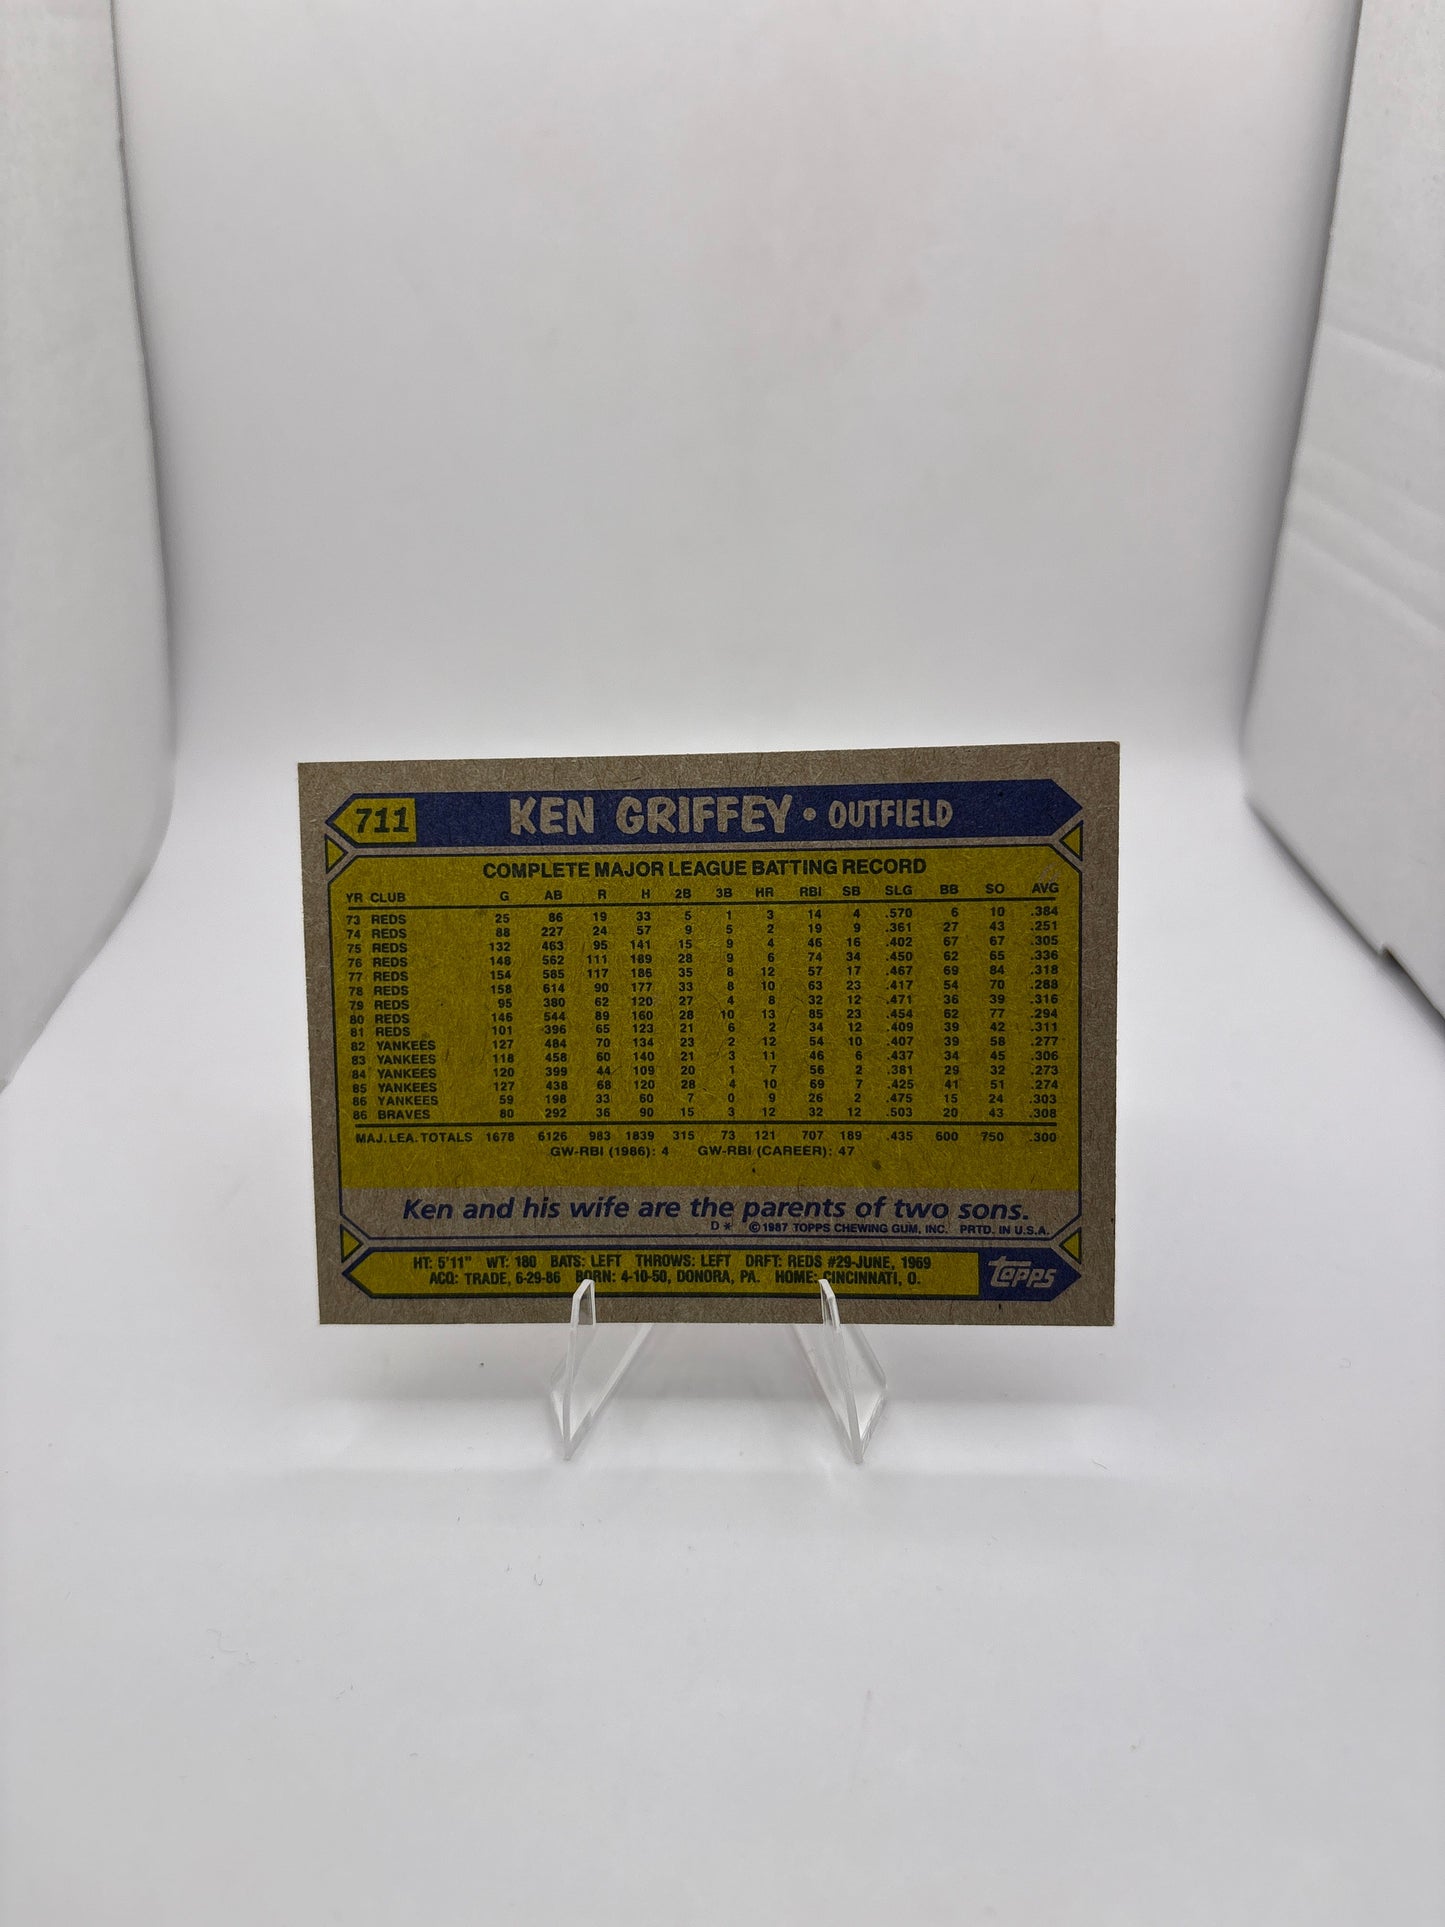 711 KEN GRIFFEY • OUTFIELD
COMPLETE MAJOR LEAGUE BATTING RECORD
YR CLUB G AB R H 2B 3B HR RBI SB SLG BB SO AVG
73 REDS 25 86 19 33 5 1 3 14 4 .570 6 10 .384
74 REDS 88 227 24 57 9 5 2 19 9 .361 27 43 .251
75 REDS 132 463 95 141 15 9 4 46 16 .402 67 67 .305
76 REDS 148 562 111 189 28 9 6 74 34 .450 62 65 .336
77 REDS 154 585 117 186 35 8 12 57 17 .467 69 84 .318
78 REDS 158 614 90 177 33 8 10 63 23 .417 54 70 .288
79 REDS 95 380 62 120 27 4 8 32 12 .471 36 39 .316
80 REDS 146 544 89 160 28 10 13 85 23 .454 62 77 .294
81 REDS 101 396 65 123 21 6 2 34 12 .409 39 42 .311
82 YANKEES 127 484 70 134 23 2 12 54 10 .407 39 58 .277
83 YANKEES 118 458 60 140 21 3 11 46 6 .437 34 45 .306
84 YANKEES 120 399 44 109 20 1 7 56 2 .381 29 32 .273
85 YANKEES 127 438 68 120 28 4 10 69 7 .425 41 51 .274
86 YANKEES 59 198 33 60 7 0 9 26 2 .475 15 24 .303
86 BRAVES 80 292 36 90 15 3 12 32 12 .503 20 43 .308
MAJ. LEA. TOTALS 1678 6126 983 1839 315 73 121 707 189 .435 600 750 .300
GW-RBI (1986): 4 GW-RBI (CAREER): 47
Ken and his wife are the parents of two sons.
D* © 1987 TOPPS CHEWING GUM, INC. PRTD. IN U.S.A.
HT: 5'11" WT: 180 BATS: LEFT THROWS: LEFT DRFT: REDS #29-JUNE, 1969
ACQ: TRADE, 6-29-86 BORN: 4-10-50, DONORA, PA. HOME: CINCINNATI, O.
topps